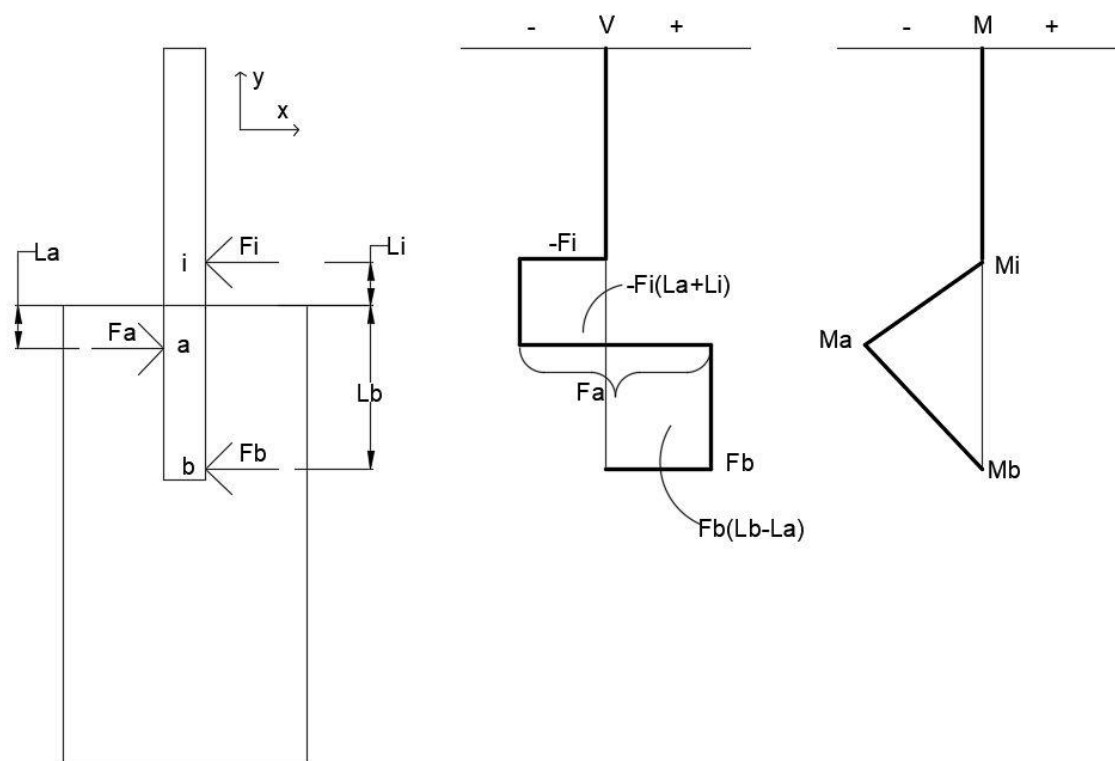 - V +
- M +
y
x
La
Fi
Li
i
Fa
a
Lb
Fb
b
-Fi
-Fi(La+Li)
Fa
Fb
Fb(Lb-La)
Mi
Ma
Mb